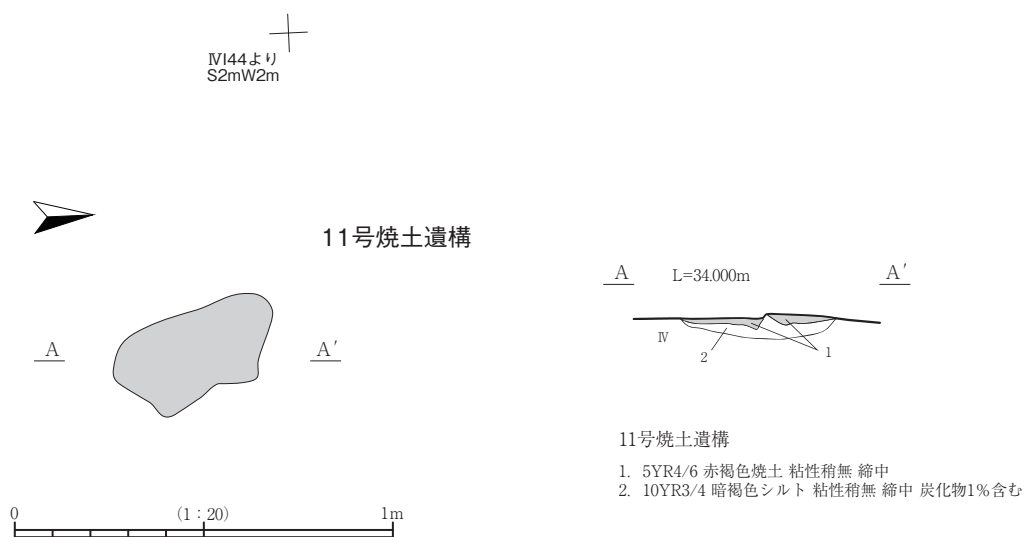 ⅣI44より
S2mW2m
11号焼土遺構
A A′
0 (1：20) 1m
A L=34.000m A′
Ⅳ
2
1
11号焼土遺構
1. 5YR4/6 赤褐色焼土 粘性稍無 締中
2. 10YR3/4 暗褐色シルト 粘性稍無 締中 炭化物1%含む